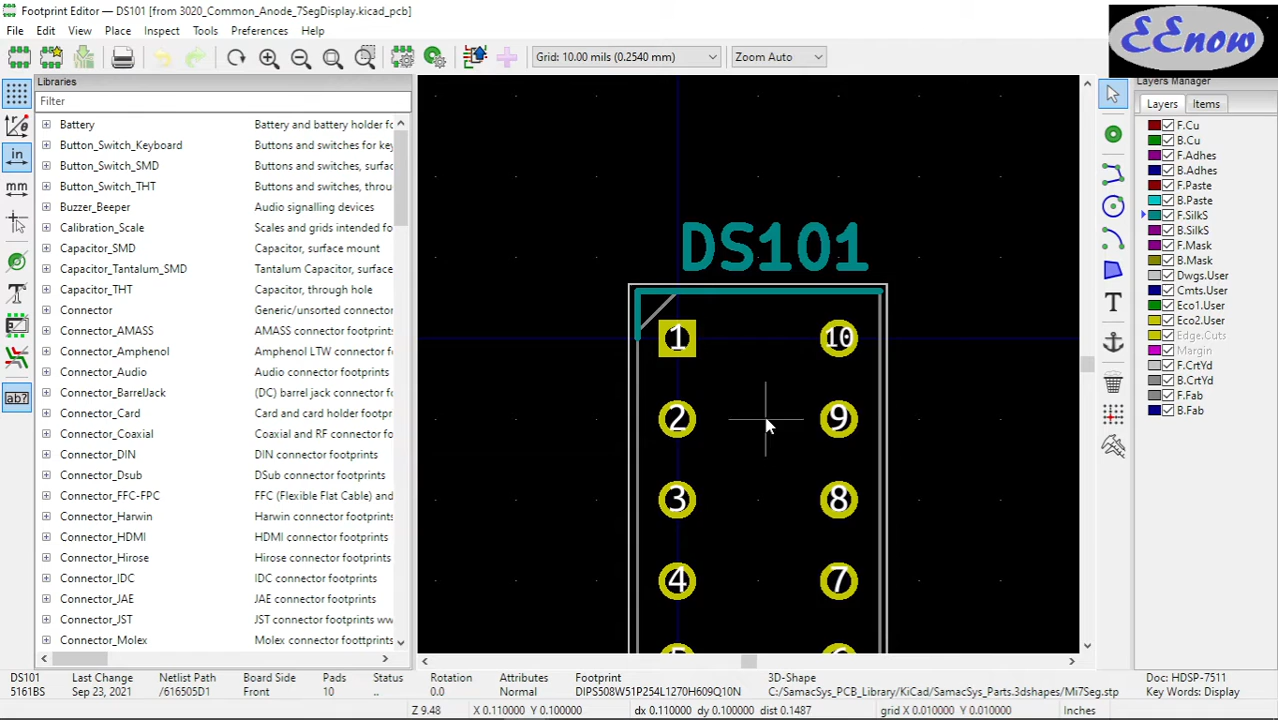 Footprint Editor — DS101 [from 3020_Common_Anode_7SegDisplay.kicad_pcb]
EEnow
File Edit View Place Inspect Tools Preferences Help
Grid: 10.00 mils (0.2540 mm) Zoom Auto
Libraries
Filter
Battery Battery and battery holder fo
Button_Switch_Keyboard Buttons and switches for key
Button_Switch_SMD Buttons and switches, surfac
Button_Switch_THT Buttons and switches, throu
Buzzer_Beeper Audio signalling devices
Calibration_Scale Scales and grids intended fo
Capacitor_SMD Capacitor, surface mount
Capacitor_Tantalum_SMD Tantalum Capacitor, surface
Capacitor_THT Capacitor, through hole
Connector Generic/unsorted connector
Connector_AMASS AMASS connector footprints
Connector_Amphenol Amphenol LTW connector fo
Connector_Audio Audio connector footprints
Connector_BarrelJack (DC) barrel jack connector fo
Connector_Card Card and card holder footpr
Connector_Coaxial Coaxial and RF connector fo
Connector_DIN DIN connector footprints
Connector_Dsub DSub connector footprints
Connector_FFC-FPC FFC (Flexible Flat Cable) and
Connector_Harwin Harwin connector footprints
Connector_HDMI HDMI connector footprints
Connector_Hirose Hirose connector footprints
Connector_IDC IDC connector footprints
Connector_JAE JAE connector footprints
Connector_JST JST connector footprints ww
Connector_Molex Molex connector foottprints
r/θ
in
mm
T
ab?
DS101
1 10
2 9
3 8
4 7
5 6
T
Layers Manager
Layers Items
F.Cu
B.Cu
F.Adhes
B.Adhes
F.Paste
B.Paste
F.SilkS
B.SilkS
F.Mask
B.Mask
Dwgs.User
Cmts.User
Eco1.User
Eco2.User
Edge.Cuts
Margin
F.CrtYd
B.CrtYd
F.Fab
B.Fab
DS101 Last Change Netlist Path Board Side Pads Status Rotation Attributes Footprint 3D-Shape Doc: HDSP-7511
5161BS Sep 23, 2021 /616505D1 Front 10 .. 0.0 Normal DIPS508W51P254L1270H609Q10N C:/SamacSys_PCB_Library/KiCad/SamacSys_Parts.3dshapes/Mi7Seg.stp Key Words: Display
Z 9.48 X 0.110000 Y 0.100000 dx 0.110000 dy 0.100000 dist 0.1487 grid X 0.010000 Y 0.010000 Inches